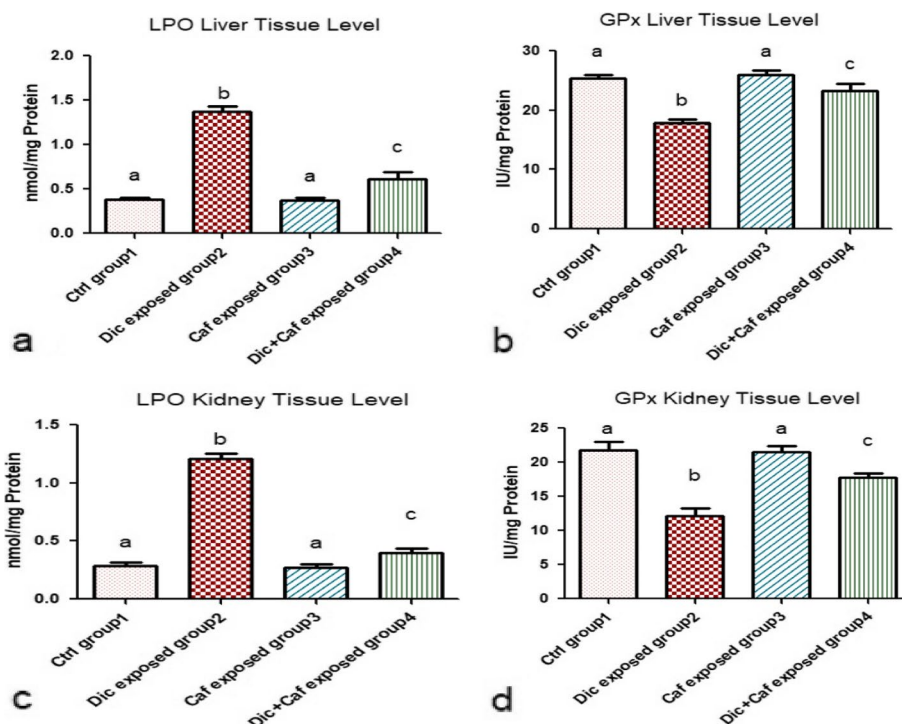 LPO Liver Tissue Level
nmol/mg Protein
2.0
1.5
1.0
0.5
0.0
a
b
a
c
Ctrl group1
Dic exposed group2
Caf exposed group3
Dic+Caf exposed group4
a
GPx Liver Tissue Level
IU/mg Protein
30
20
10
0
a
b
a
c
Ctrl group1
Dic exposed group2
Caf exposed group3
Dic+Caf exposed group4
b
LPO Kidney Tissue Level
nmol/mg Protein
1.5
1.0
0.5
0.0
a
b
a
c
Ctrl group1
Dic exposed group2
Caf exposed group3
Dic+Caf exposed group4
c
GPx Kidney Tissue Level
IU/mg Protein
25
20
15
10
5
0
a
b
a
c
Ctrl group1
Dic exposed group2
Caf exposed group3
Dic+Caf exposed group4
d